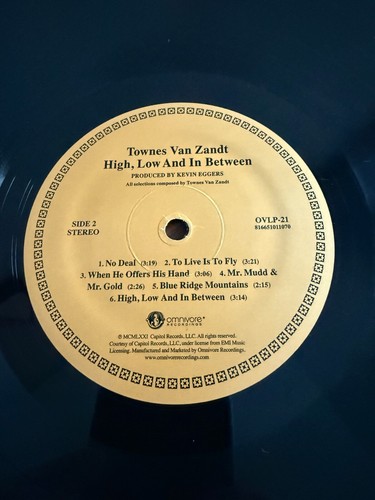 Townes Van Zandt
High, Low And In Between
PRODUCED BY KEVIN EGGERS
All selections composed by Townes Van Zandt
SIDE 2
STEREO
OVLP-21
816651011070
1. No Deal (3:19) 2. To Live Is To Fly (3:21)
3. When He Offers His Hand (3:06) 4. Mr. Mudd &
Mr. Gold (2:26) 5. Blue Ridge Mountains (2:15)
6. High, Low And In Between (3:14)
omnivore
RECORDINGS
℗ MCMLXXI Capitol Records, LLC. All rights reserved.
Courtesy of Capitol Records, LLC, under license from EMI Music
Licensing. Manufactured and Marketed by Omnivore Recordings.
www.omnivorerecordings.com